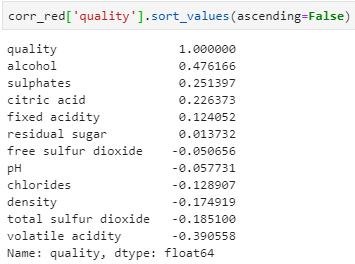 corr_red['quality'].sort_values(ascending=False)
quality 1.000000
alcohol 0.476166
sulphates 0.251397
citric acid 0.226373
fixed acidity 0.124052
residual sugar 0.013732
free sulfur dioxide -0.050656
pH -0.057731
chlorides -0.128907
density -0.174919
total sulfur dioxide -0.185100
volatile acidity -0.390558
Name: quality, dtype: float64